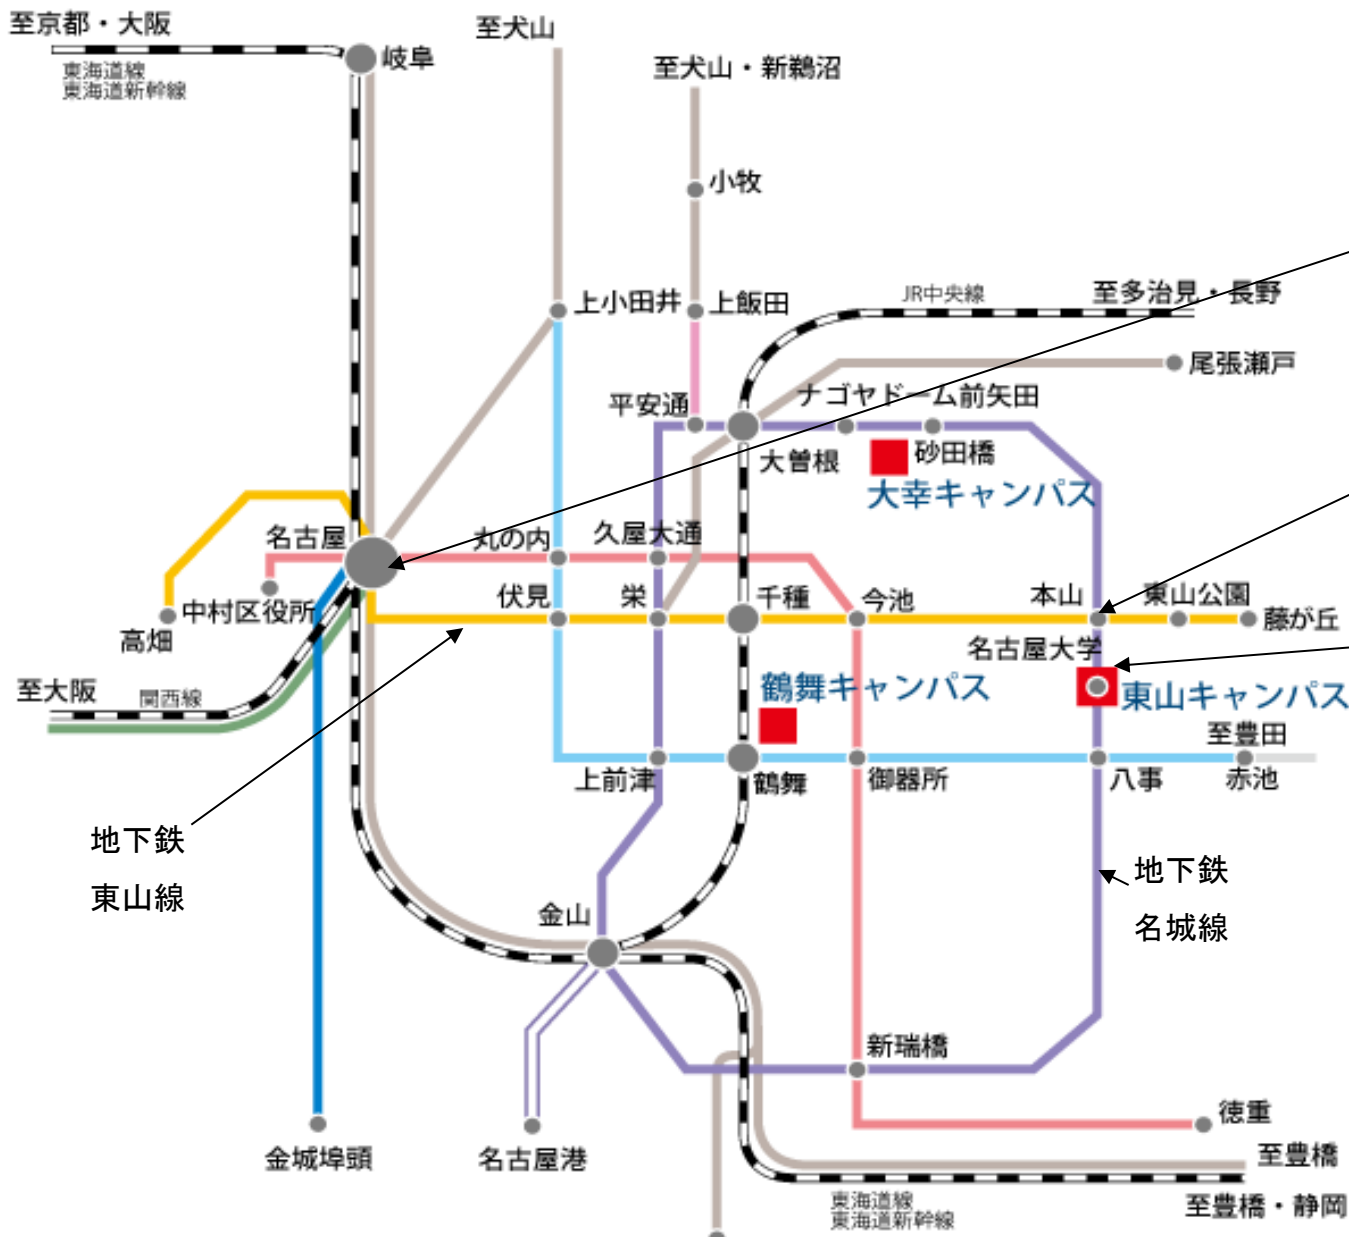 至京都・大阪
東海道線
東海道新幹線
岐阜
至犬山
至犬山・新鵜沼
小牧
上小田井
上飯田
JR中央線
至多治見・長野
尾張瀬戸
平安通
ナゴヤドーム前矢田
大曽根
砂田橋
大幸キャンパス
名古屋
丸の内
久屋大通
中村区役所
高畑
伏見
栄
千種
今池
本山
東山公園
藤が丘
名古屋大学
東山キャンパス
鶴舞キャンパス
至大阪
関西線
至豊田
上前津
鶴舞
御器所
八事
赤池
地下鉄
東山線
地下鉄
名城線
金山
新瑞橋
金城埠頭
名古屋港
徳重
至豊橋
東海道線
東海道新幹線
至豊橋・静岡